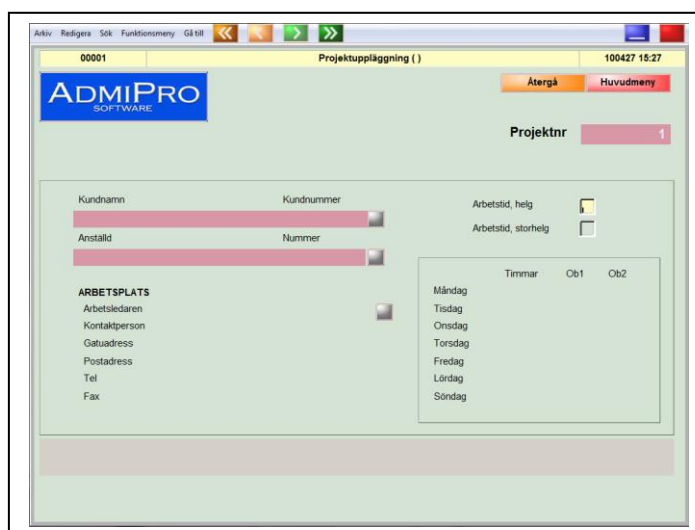 Arkiv Redigera Sök Funktionsmeny Gå till
00001 Projektuppläggning ( ) 100427 15:27
ADMIPRO
SOFTWARE
Återgå Huvudmeny
Projektnr 1
Kundnamn Kundnummer
Arbetstid, helg
Arbetstid, storhelg
Anställd Nummer
Timmar Ob1 Ob2
ARBETSPLATS
Måndag
Arbetsledaren
Tisdag
Kontaktperson
Onsdag
Gatuadress
Torsdag
Postadress
Fredag
Tel
Lördag
Fax
Söndag